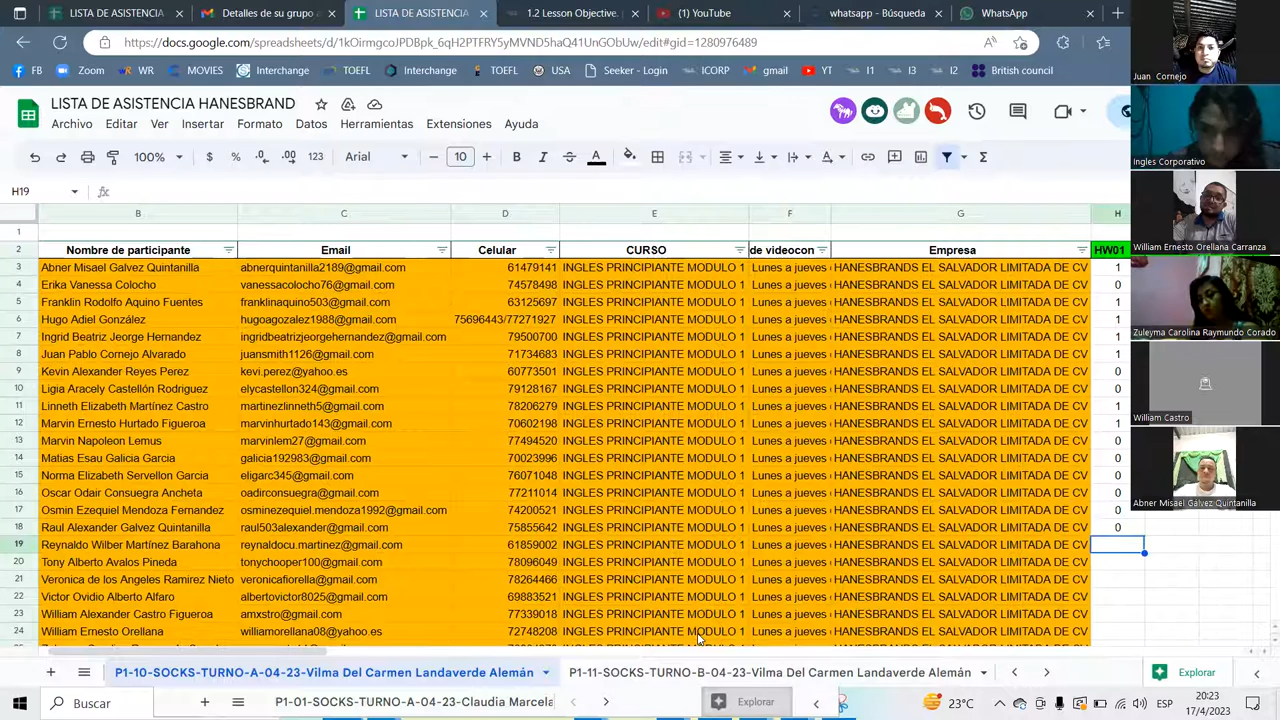 Detalles de su grupo
LISTA DE ASISTENCIA
1.2 Lesson Objective.
(1) YouTube
whatsapp - Búsqueda
WhatsApp
https://docs.google.com/spreadsheets/d/1kOirmgcoJPDBpk_6qH2PTFRY5yMVND5haQ41UnGObUw/edit#gid=1280976489
FB Zoom WR MOVIES Interchange TOEFL Interchange TOEFL USA Seeker - Login ICORP gmail YT 12 Interchange UNI British council
LISTA DE ASISTENCIA HANESBRAND
Archivo Editar Ver Insertar Formato Datos Herramientas Extensiones Ayuda
100% $ % .0 .00 123 Arial 10 B I A
H19 fx
B C D E F G H
1
2 Nombre de participante Email Celular CURSO de videocon Empresa HW01
3 Abner Misael Galvez Quintanilla abnerquintanilla2189@gmail.com 61479141 INGLES PRINCIPIANTE MODULO 1 Lunes a jueves HANESBRANDS EL SALVADOR LIMITADA DE CV 1
4 Erika Vanessa Colocho vanessacolocho76@gmail.com 74578498 INGLES PRINCIPIANTE MODULO 1 Lunes a jueves HANESBRANDS EL SALVADOR LIMITADA DE CV 0
5 Franklin Rodolfo Aquino Fuentes franklinaquino503@gmail.com 63125697 INGLES PRINCIPIANTE MODULO 1 Lunes a jueves HANESBRANDS EL SALVADOR LIMITADA DE CV 1
6 Hugo Adiel González hugoagozalez1988@gmail.com 75696443/77271927 INGLES PRINCIPIANTE MODULO 1 Lunes a jueves HANESBRANDS EL SALVADOR LIMITADA DE CV 1
7 Ingrid Beatriz Jeorge Hernandez ingridbeatrizjeorgehernandez@gmail.com 79500700 INGLES PRINCIPIANTE MODULO 1 Lunes a jueves HANESBRANDS EL SALVADOR LIMITADA DE CV 1
8 Juan Pablo Cornejo Alvarado juansmith1126@gmail.com 71734683 INGLES PRINCIPIANTE MODULO 1 Lunes a jueves HANESBRANDS EL SALVADOR LIMITADA DE CV 1
9 Kevin Alexander Reyes Perez kevi.perez@yahoo.es 60773501 INGLES PRINCIPIANTE MODULO 1 Lunes a jueves HANESBRANDS EL SALVADOR LIMITADA DE CV 0
10 Ligia Aracely Castellón Rodriguez elycastellon324@gmail.com 79128167 INGLES PRINCIPIANTE MODULO 1 Lunes a jueves HANESBRANDS EL SALVADOR LIMITADA DE CV 0
11 Linneth Elizabeth Martínez Castro martinezlinneth5@gmail.com 78206279 INGLES PRINCIPIANTE MODULO 1 Lunes a jueves HANESBRANDS EL SALVADOR LIMITADA DE CV 1
12 Marvin Ernesto Hurtado Figueroa marvinhurtado143@gmail.com 70602198 INGLES PRINCIPIANTE MODULO 1 Lunes a jueves HANESBRANDS EL SALVADOR LIMITADA DE CV 1
13 Marvin Napoleon Lemus marvinlem27@gmail.com 77494520 INGLES PRINCIPIANTE MODULO 1 Lunes a jueves HANESBRANDS EL SALVADOR LIMITADA DE CV 0
14 Matias Esau Galicia Garcia galicia192983@gmail.com 70023996 INGLES PRINCIPIANTE MODULO 1 Lunes a jueves HANESBRANDS EL SALVADOR LIMITADA DE CV 0
15 Norma Elizabeth Servellon Garcia eligarc345@gmail.com 76071048 INGLES PRINCIPIANTE MODULO 1 Lunes a jueves HANESBRANDS EL SALVADOR LIMITADA DE CV 0
16 Oscar Odair Consuegra Ancheta oadirconsuegra@gmail.com 77211014 INGLES PRINCIPIANTE MODULO 1 Lunes a jueves HANESBRANDS EL SALVADOR LIMITADA DE CV 0
17 Osmin Ezequiel Mendoza Fernandez osminezequiel.mendoza1992@gmail.com 74200521 INGLES PRINCIPIANTE MODULO 1 Lunes a jueves HANESBRANDS EL SALVADOR LIMITADA DE CV 0
18 Raul Alexander Galvez Quintanilla raul503alexander@gmail.com 75855642 INGLES PRINCIPIANTE MODULO 1 Lunes a jueves HANESBRANDS EL SALVADOR LIMITADA DE CV 0
19 Reynaldo Wilber Martínez Barahona reynaldocu.martinez@gmail.com 61859002 INGLES PRINCIPIANTE MODULO 1 Lunes a jueves HANESBRANDS EL SALVADOR LIMITADA DE CV
20 Tony Alberto Avalos Pineda tonychooper100@gmail.com 78096049 INGLES PRINCIPIANTE MODULO 1 Lunes a jueves HANESBRANDS EL SALVADOR LIMITADA DE CV
21 Veronica de los Angeles Ramirez Nieto veronicafiorella@gmail.com 78264466 INGLES PRINCIPIANTE MODULO 1 Lunes a jueves HANESBRANDS EL SALVADOR LIMITADA DE CV
22 Victor Ovidio Alberto Alfaro albertovictor8025@gmail.com 69883521 INGLES PRINCIPIANTE MODULO 1 Lunes a jueves HANESBRANDS EL SALVADOR LIMITADA DE CV
23 William Alexander Castro Figueroa amxstro@gmail.com 77339018 INGLES PRINCIPIANTE MODULO 1 Lunes a jueves HANESBRANDS EL SALVADOR LIMITADA DE CV
24 William Ernesto Orellana williamorellana08@yahoo.es 72748208 INGLES PRINCIPIANTE MODULO 1 Lunes a jueves HANESBRANDS EL SALVADOR LIMITADA DE CV
P1-10-SOCKS-TURNO-A-04-23-Vilma Del Carmen Landaverde Alemán P1-11-SOCKS-TURNO-B-04-23-Vilma Del Carmen Landaverde Alemán Explorar
Buscar P1-01-SOCKS-TURNO-A-04-23-Claudia Marcela Explorar 23°C ESP 20:23
17/4/2023
Juan Cornejo
Ingles Corporativo
William Ernesto Orellana Carranza
Zuleyma Carolina Raymundo Corado
William Castro
Abner Misael Galvez Quintanilla